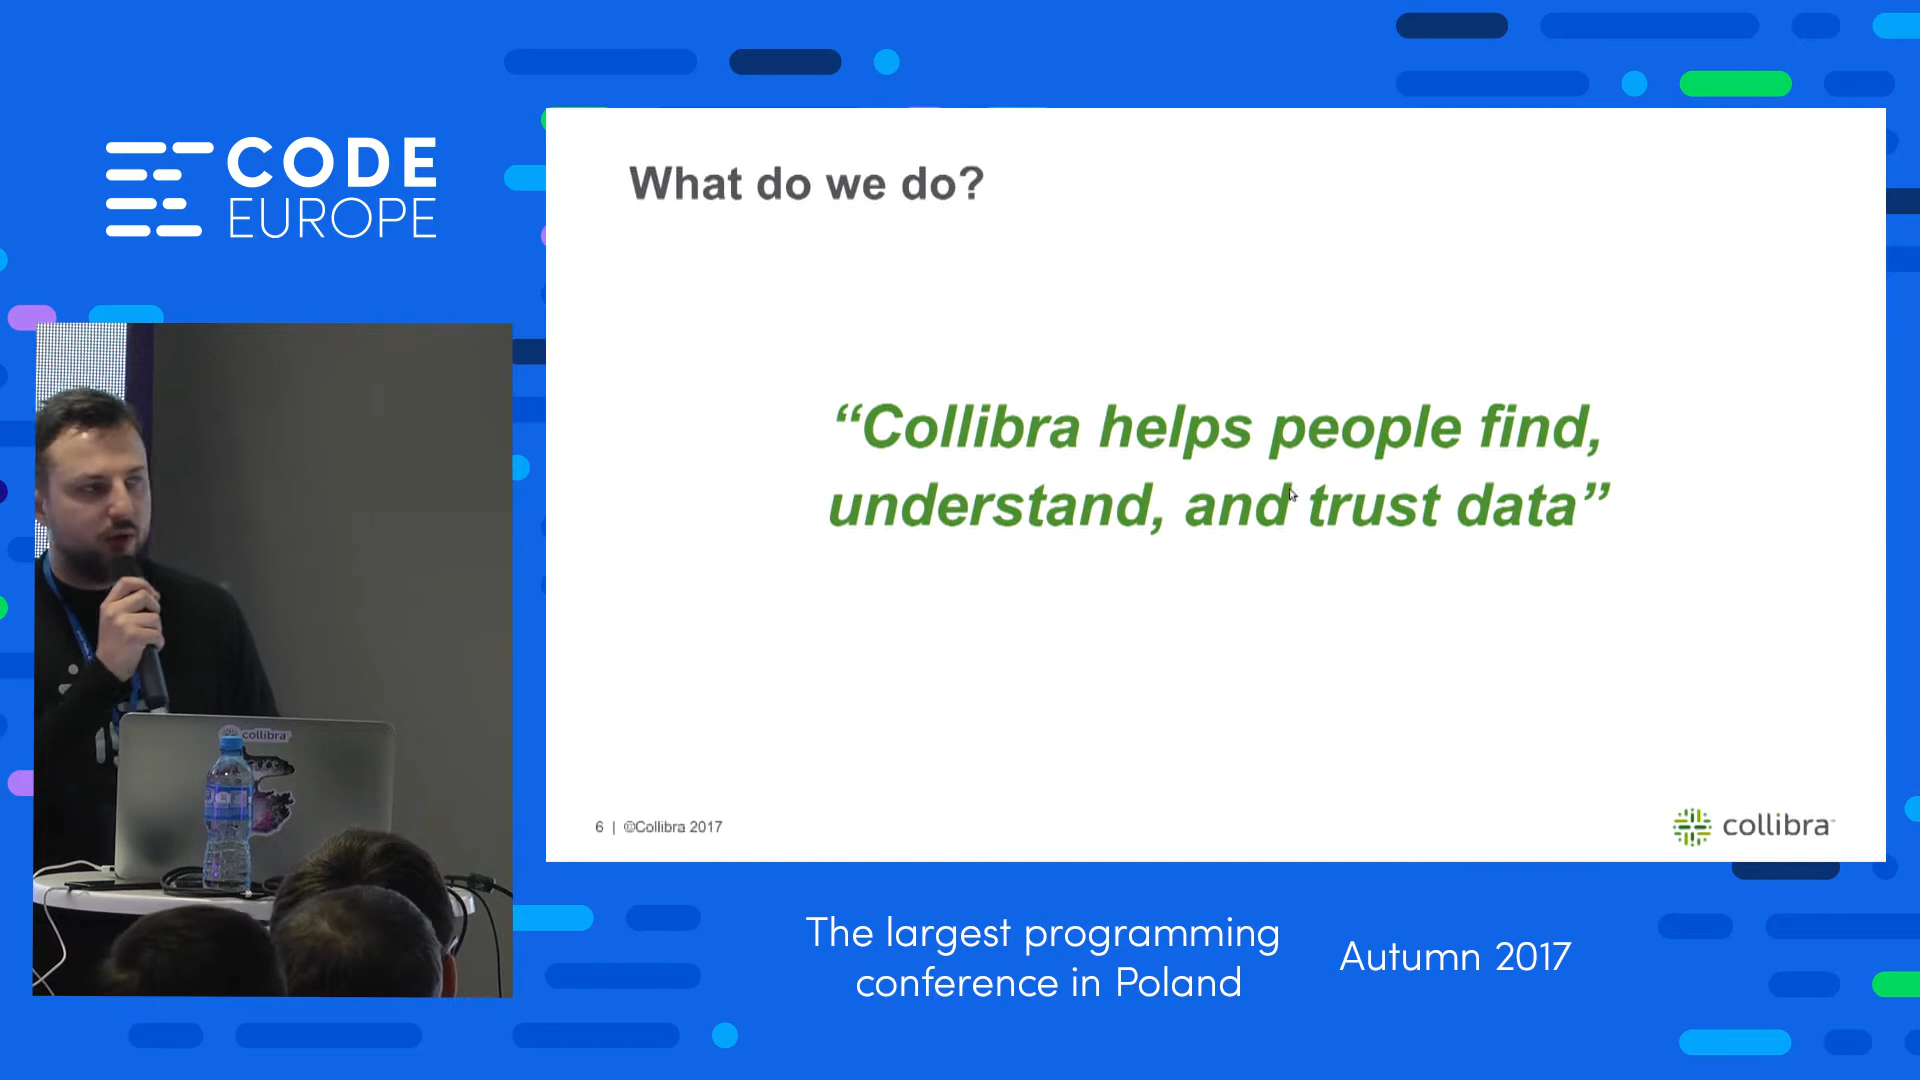 CODE
EUROPE
What do we do?
“Collibra helps people find,
understand, and trust data”
6 | ©Collibra 2017
collibra
collibra
The largest programming
conference in Poland
Autumn 2017